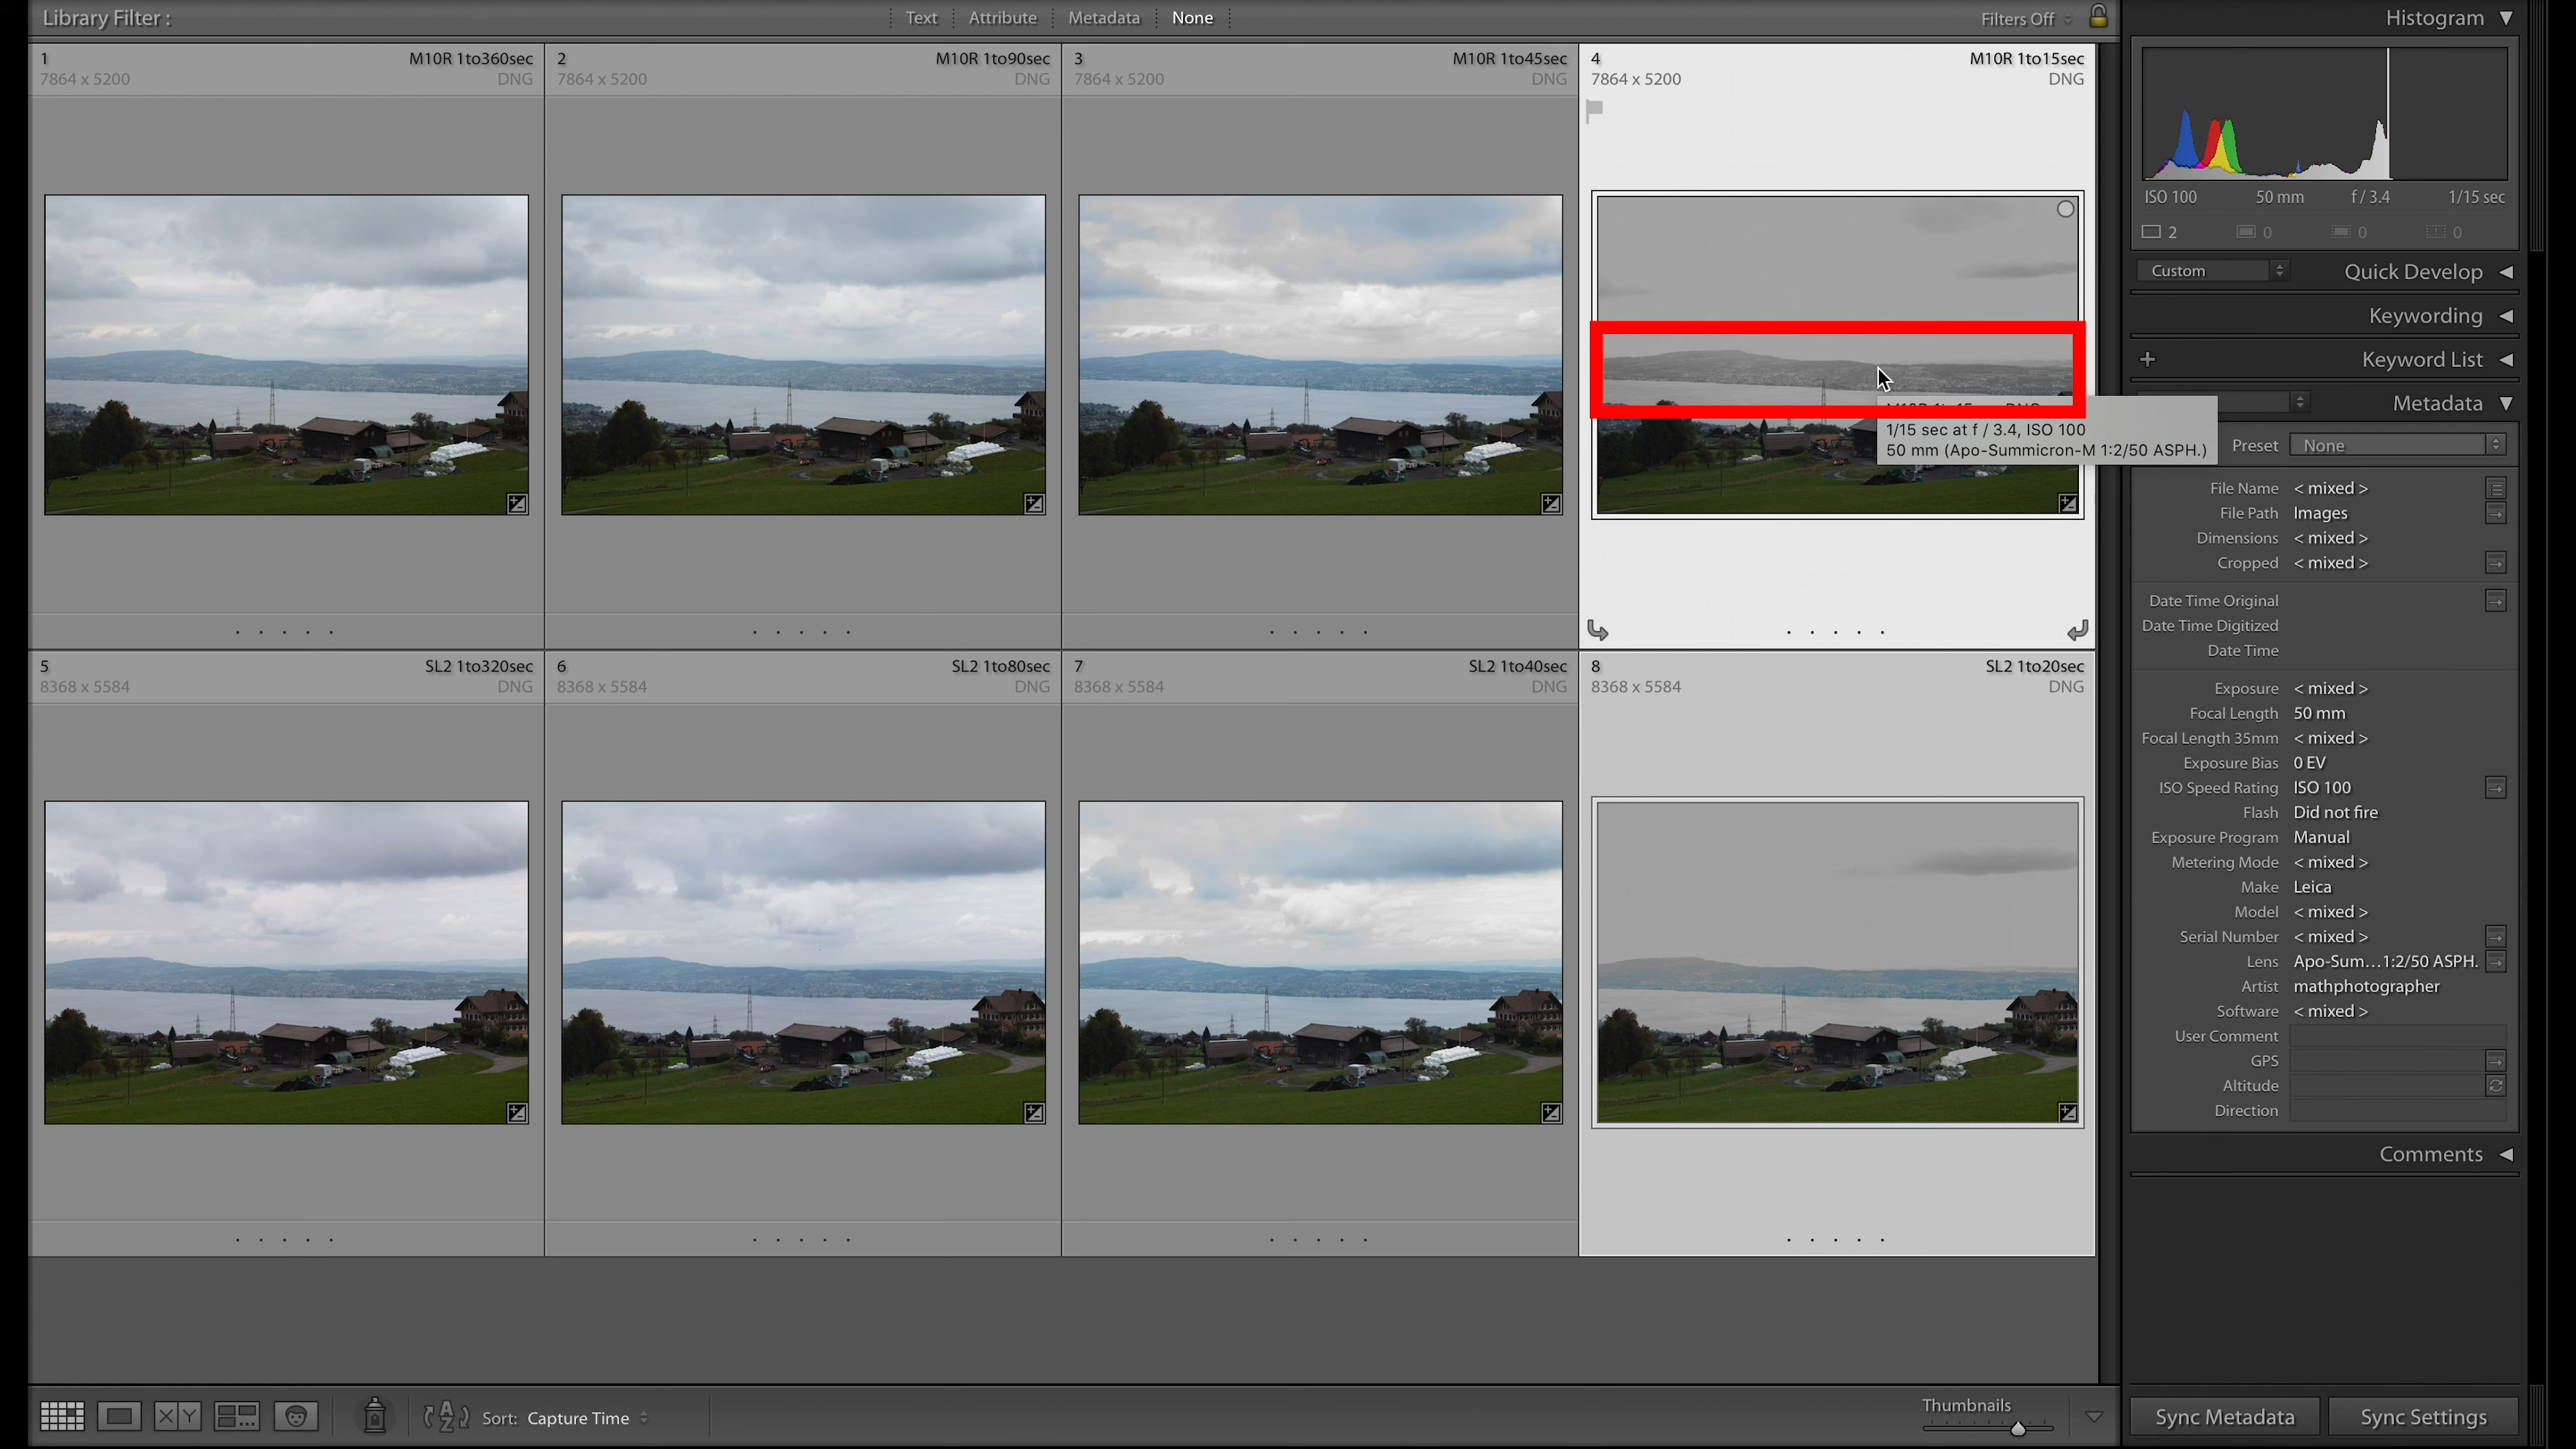 Library Filter :
Text
Attribute
Metadata
None
Filters Off
Histogram
1
M10R 1to360sec
7864 x 5200
DNG
2
M10R 1to90sec
7864 x 5200
DNG
3
M10R 1to45sec
7864 x 5200
DNG
4
M10R 1to15sec
7864 x 5200
DNG
ISO 100
50 mm
f / 3.4
1/15 sec
2
0
0
0
Custom
Quick Develop
Keywording
Keyword List
Metadata
1/15 sec at f / 3.4, ISO 100
50 mm (Apo-Summicron-M 1:2/50 ASPH.)
Preset
None
File Name < mixed >
File Path Images
Dimensions < mixed >
Cropped < mixed >
Date Time Original
Date Time Digitized
Date Time
5
SL2 1to320sec
8368 x 5584
DNG
6
SL2 1to80sec
8368 x 5584
DNG
7
SL2 1to40sec
8368 x 5584
DNG
8
SL2 1to20sec
8368 x 5584
DNG
Exposure < mixed >
Focal Length 50 mm
Focal Length 35mm < mixed >
Exposure Bias 0 EV
ISO Speed Rating ISO 100
Flash Did not fire
Exposure Program Manual
Metering Mode < mixed >
Make Leica
Model < mixed >
Serial Number < mixed >
Lens Apo-Sum...1:2/50 ASPH.
Artist mathphotographer
Software < mixed >
User Comment
GPS
Altitude
Direction
Comments
XY
Sort: Capture Time
Thumbnails
Sync Metadata
Sync Settings